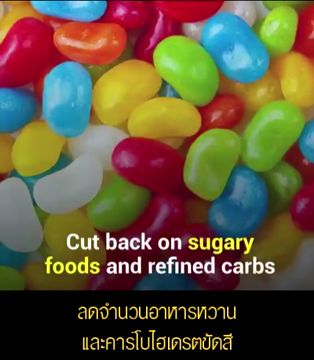 Cut back on sugary
foods and refined carbs
ลดจำนวนอาหารหวาน
และคาร์โบไฮเดรตขัดสี